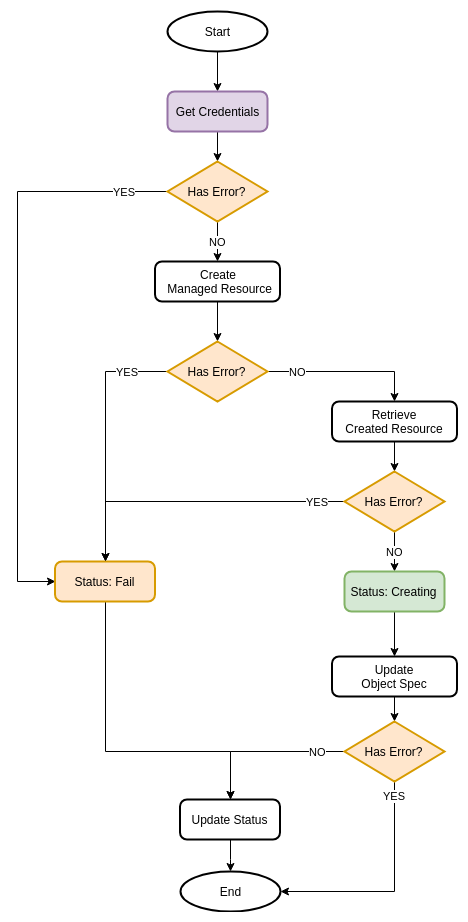 Start
Get Credentials
Has Error?
YES
NO
Create
Managed Resource
Has Error?
YES
NO
Retrieve
Created Resource
Has Error?
YES
NO
Status: Fail
Status: Creating
Update
Object Spec
Has Error?
NO
YES
Update Status
End